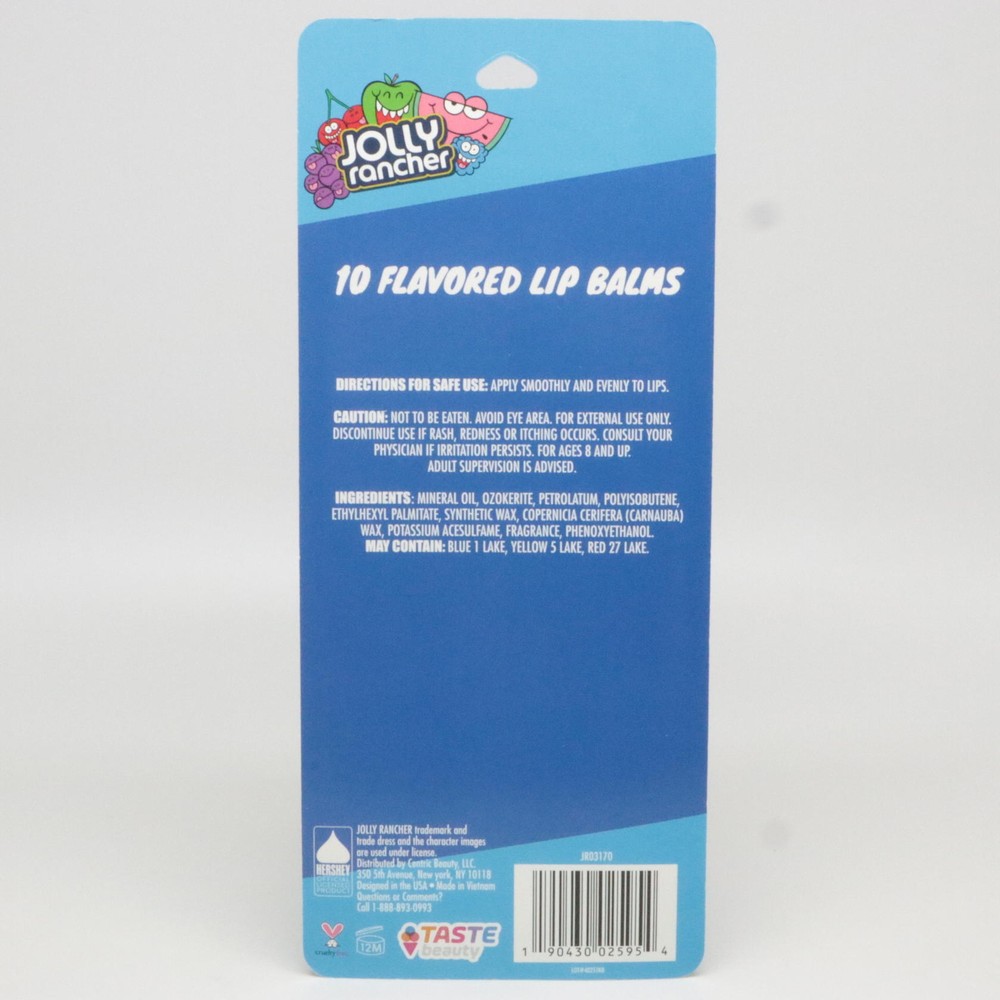 JOLLY
rancher
10 FLAVORED LIP BALMS
DIRECTIONS FOR SAFE USE: APPLY SMOOTHLY AND EVENLY TO LIPS.
CAUTION: NOT TO BE EATEN. AVOID EYE AREA. FOR EXTERNAL USE ONLY.
DISCONTINUE USE IF RASH, REDNESS OR ITCHING OCCURS. CONSULT YOUR
PHYSICIAN IF IRRITATION PERSISTS. FOR AGES 8 AND UP.
ADULT SUPERVISION IS ADVISED.
INGREDIENTS: MINERAL OIL, OZOKERITE, PETROLATUM, POLYISOBUTENE,
ETHYLHEXYL PALMITATE, SYNTHETIC WAX, COPERNICIA CERIFERA (CARNAUBA)
WAX, POTASSIUM ACESULFAME, FRAGRANCE, PHENOXYETHANOL.
MAY CONTAIN: BLUE 1 LAKE, YELLOW 5 LAKE, RED 27 LAKE.
HERSHEY
OFFICIAL
LICENSED
PRODUCT
JOLLY RANCHER trademark and
trade dress and the character images
are used under license.
Distributed by Centric Beauty, LLC.
350 5th Avenue, New york, NY 10118
Designed in the USA • Made in Vietnam
Questions or Comments?
Call 1-888-893-0993
cruelty free
12M
TASTE
beauty
JR03170
1 90430 02595 4